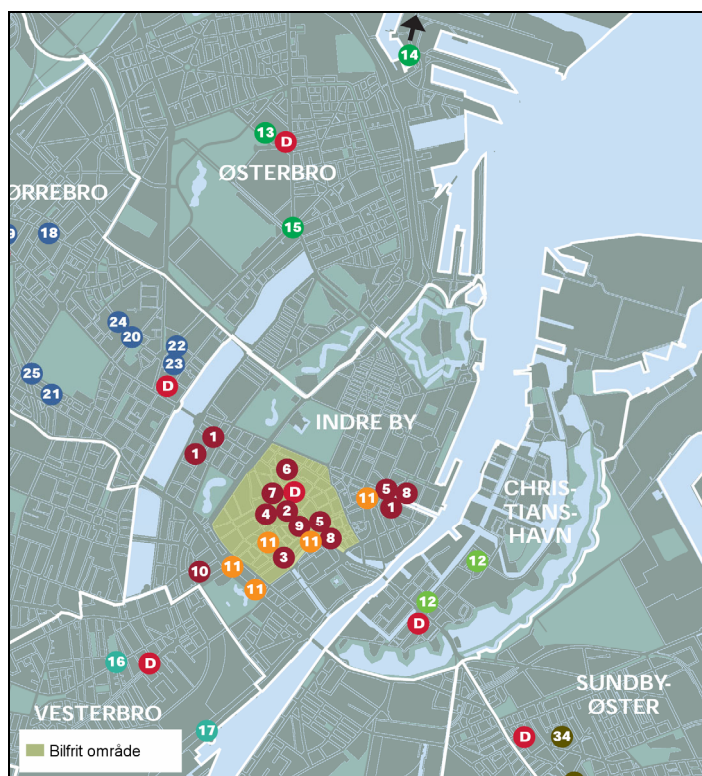 14
13
D
ØSTERBRO
ØRREBRO
9
18
15
24
20
22
23
25
D
21
INDRE BY
1
1
6
7
D
11
5
8
4
2
1
9
5
8
11
11
3
CHRIS-
TIANS-
HAVN
12
10
11
11
12
D
16
D
SUNDBY-
ØSTER
VESTERBRO
17
D
34
Bilfrit område